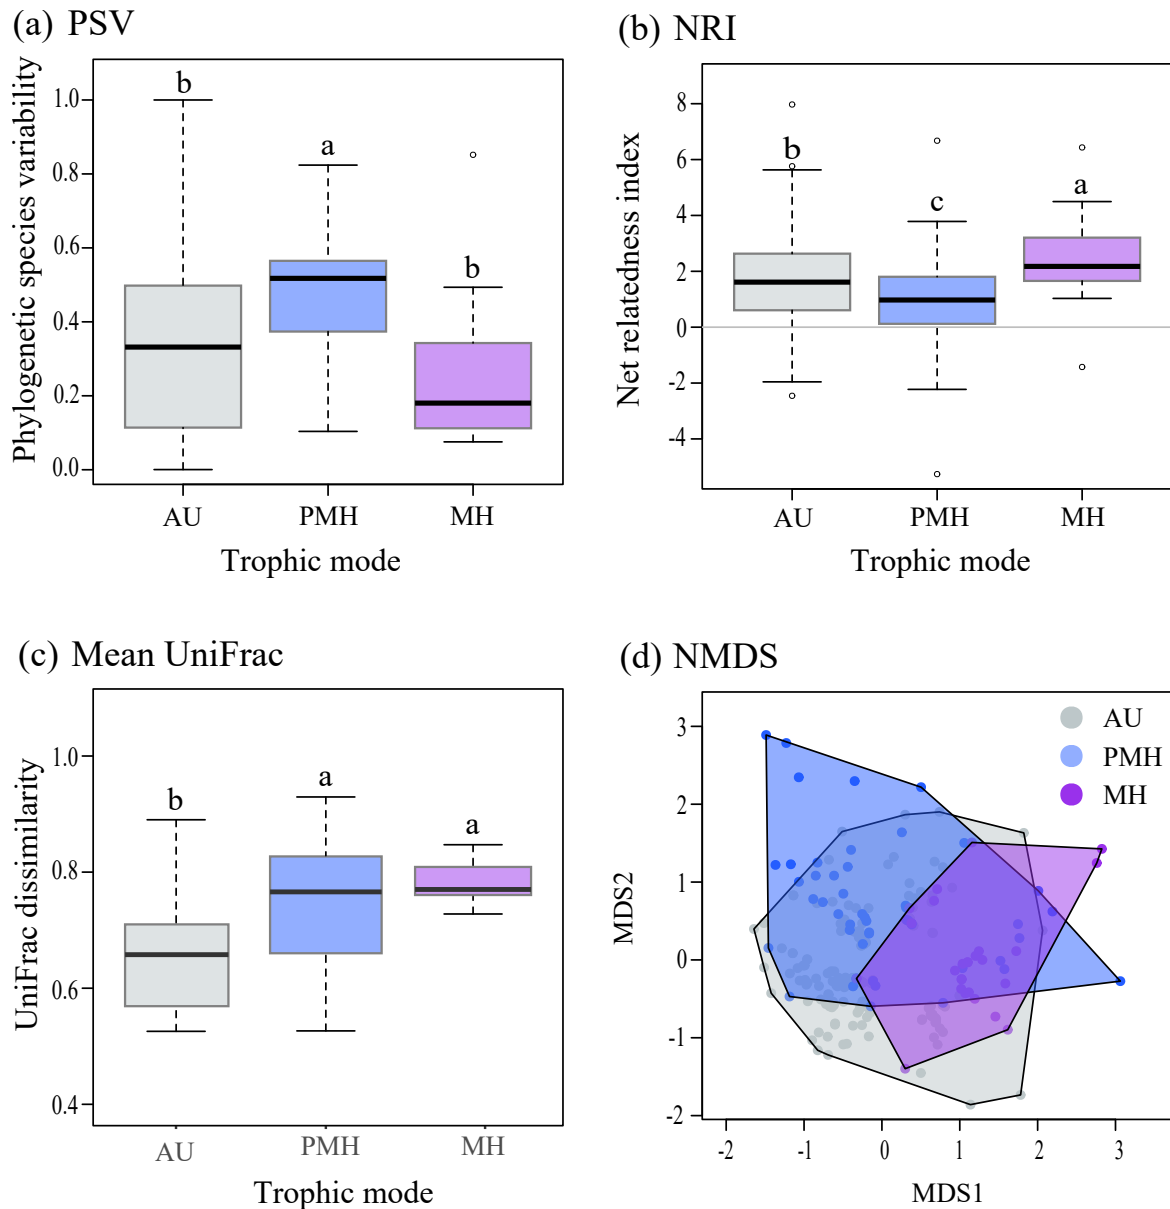 (a) PSV
Phylogenetic species variability
1.0
0.8
0.6
0.4
0.2
0.0
b
a
b
AU PMH MH
Trophic mode
(b) NRI
Net relatedness index
8
6
4
2
0
-2
-4
b
c
a
AU PMH MH
Trophic mode
(c) Mean UniFrac
UniFrac dissimilarity
1.0
0.8
0.6
0.4
b
a
a
AU PMH MH
Trophic mode
(d) NMDS
MDS2
3
2
1
0
-1
-2
AU
PMH
MH
-2 -1 0 1 2 3
MDS1